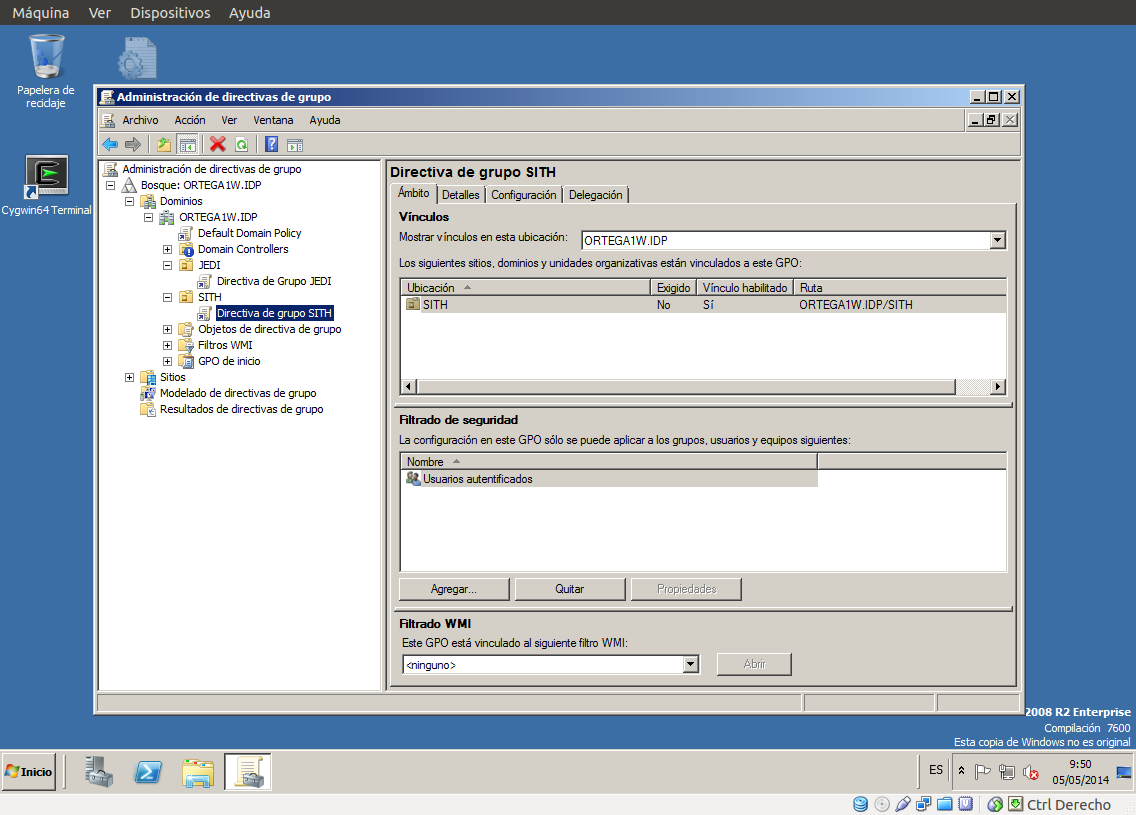 Máquina Ver Dispositivos Ayuda
Papelera de
reciclaje
Cygwin64 Terminal
Administración de directivas de grupo
Archivo Acción Ver Ventana Ayuda
Administración de directivas de grupo
Bosque: ORTEGA1W.IDP
Dominios
ORTEGA1W.IDP
Default Domain Policy
Domain Controllers
JEDI
Directiva de Grupo JEDI
SITH
Directiva de grupo SITH
Objetos de directiva de grupo
Filtros WMI
GPO de inicio
Sitios
Modelado de directivas de grupo
Resultados de directivas de grupo
Directiva de grupo SITH
Ámbito Detalles Configuración Delegación
Vínculos
Mostrar vínculos en esta ubicación: ORTEGA1W.IDP
Los siguientes sitios, dominios y unidades organizativas están vinculados a este GPO:
Ubicación Exigido Vínculo habilitado Ruta
SITH No Sí ORTEGA1W.IDP/SITH
Filtrado de seguridad
La configuración en este GPO sólo se puede aplicar a los grupos, usuarios y equipos siguientes:
Nombre
Usuarios autentificados
Agregar... Quitar Propiedades
Filtrado WMI
Este GPO está vinculado al siguiente filtro WMI:
<ninguno> Abrir
2008 R2 Enterprise
Compilación 7600
Esta copia de Windows no es original
Inicio ES 9:50
05/05/2014
Ctrl Derecho